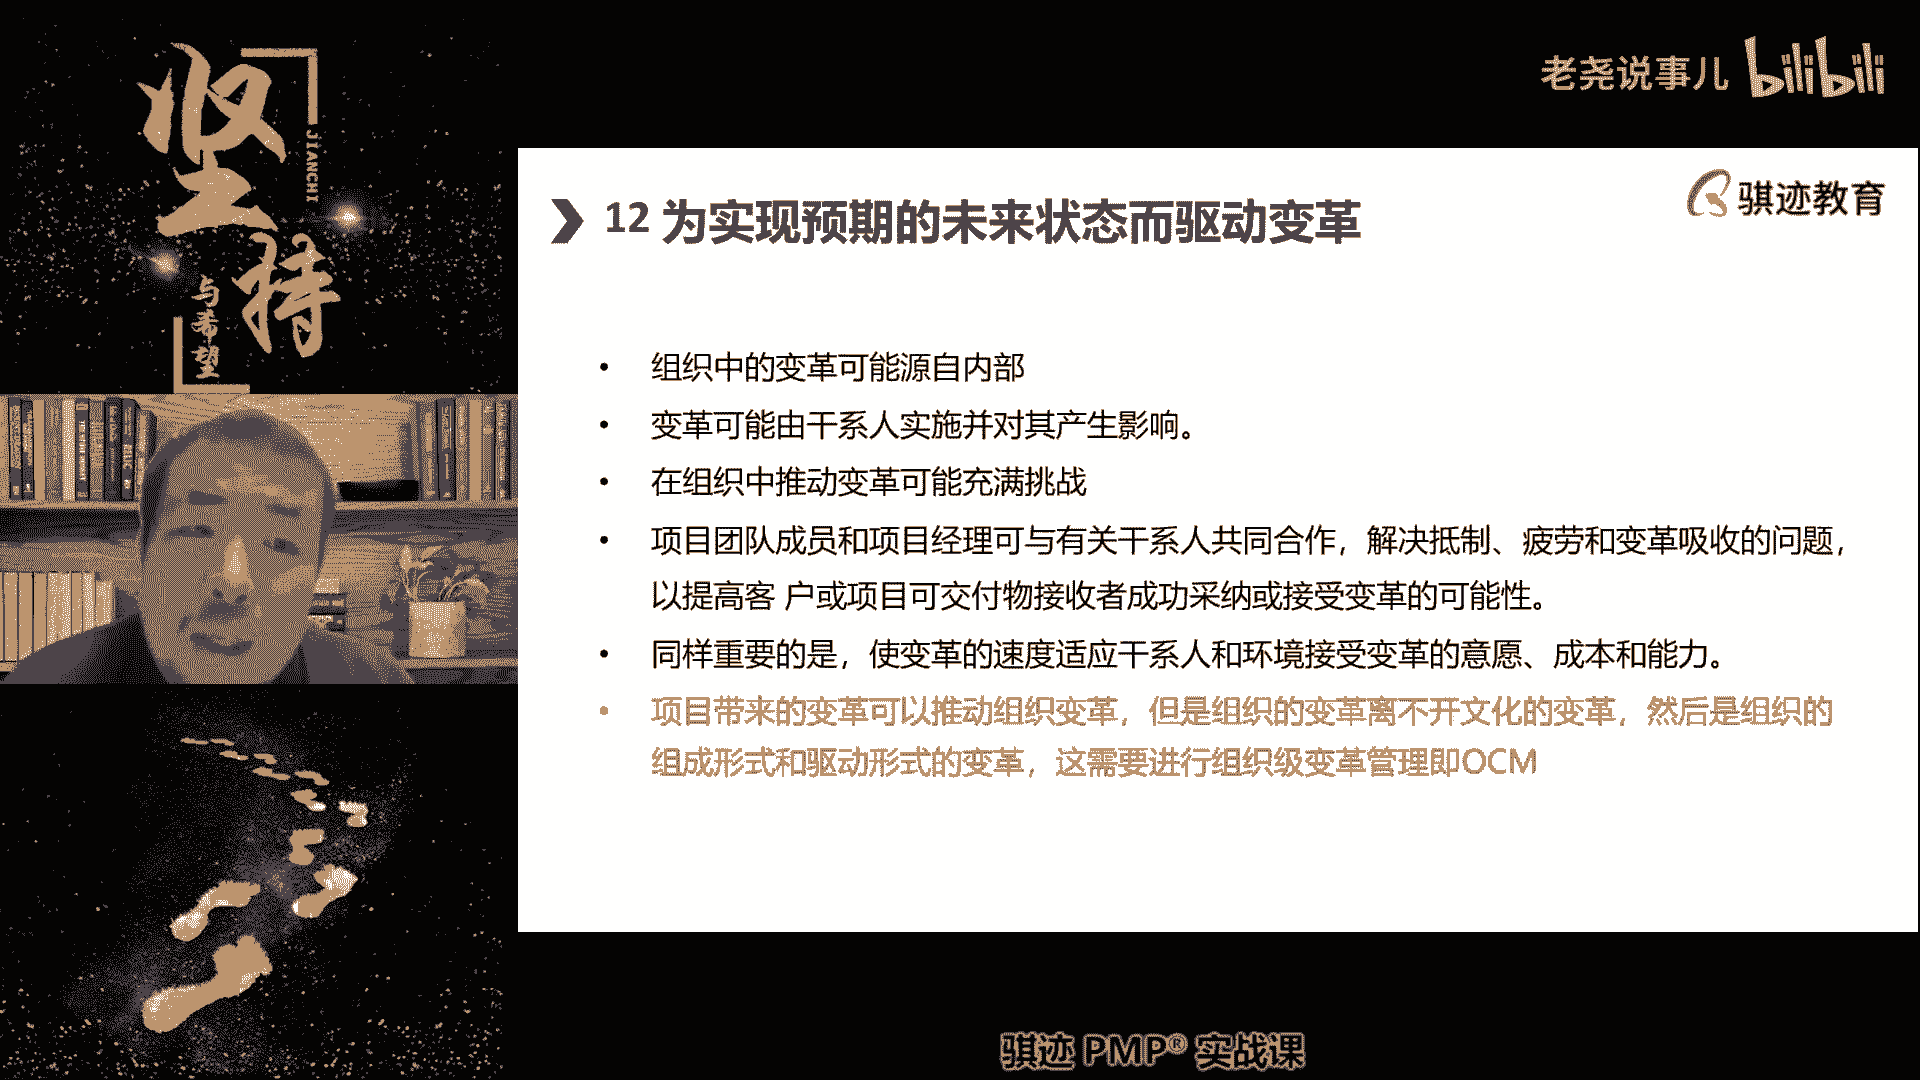 坚持
JIANCHI
与希望
老尧说事儿 bilibili
骐迹教育
12 为实现预期的未来状态而驱动变革
• 组织中的变革可能源自内部
• 变革可能由干系人实施并对其产生影响。
• 在组织中推动变革可能充满挑战
• 项目团队成员和项目经理可与有关干系人共同合作，解决抵制、疲劳和变革吸收的问题，
以提高客 户或项目可交付物接收者成功采纳或接受变革的可能性。
• 同样重要的是，使变革的速度适应干系人和环境接受变革的意愿、成本和能力。
• 项目带来的变革可以推动组织变革，但是组织的变革离不开文化的变革，然后是组织的
组成形式和驱动形式的变革，这需要进行组织级变革管理即OCM
骐迹 PMP® 实战课